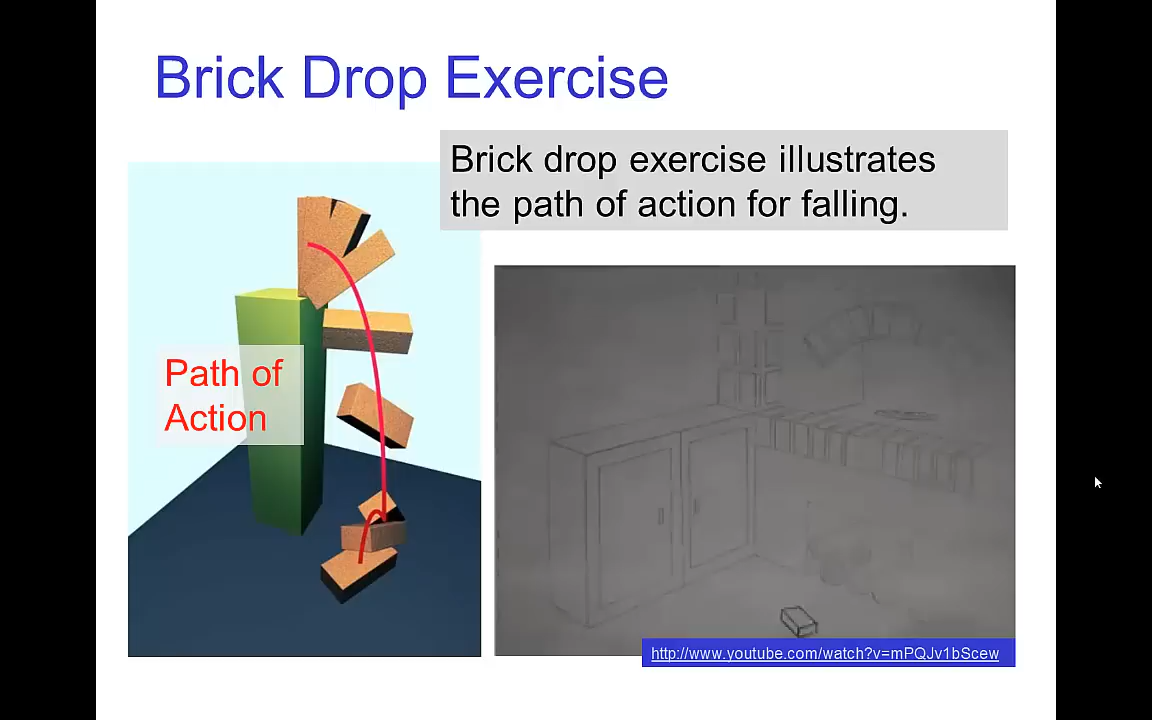 Brick Drop Exercise
Brick drop exercise illustrates
the path of action for falling.
Path of
Action
http://www.youtube.com/watch?v=mPQJv1bScew